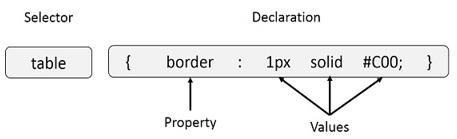 Selector Declaration
table { border : 1px solid #C00; }
Property Values